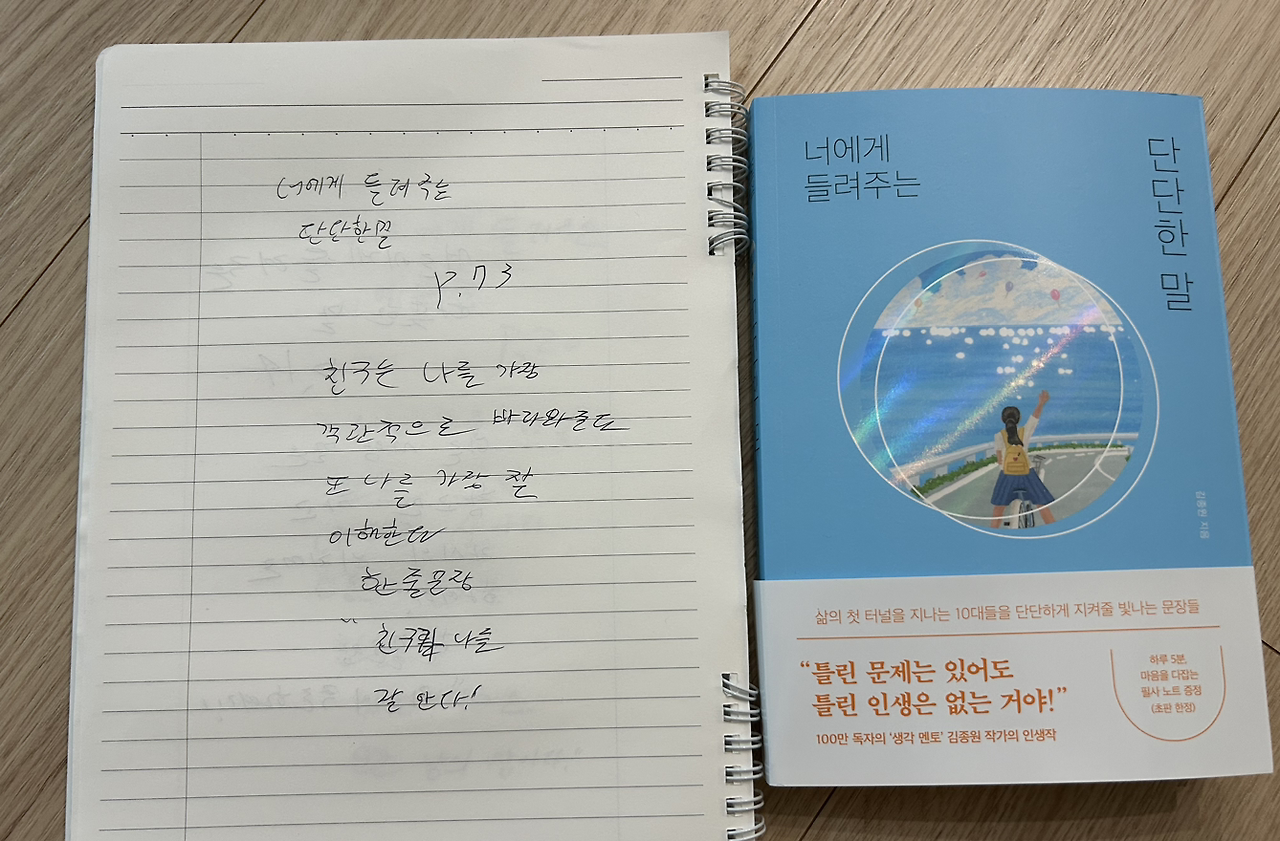 너에게 들려주는
단단한 말
p.73
친구는 나를 가장
객관적으로 바라와준다
또 나를 가장 잘
이해한다
한 줄 문장
" 친구 나를
잘 안다!
너에게
들려주는
단단한 말
김종원 지음
삶의 첫 터널을 지나는 10대들을 단단하게 지켜줄 빛나는 문장들
“틀린 문제는 있어도
틀린 인생은 없는 거야!”
100만 독자의 ‘생각 멘토’ 김종원 작가의 인생작
하루 5분,
마음을 다잡는
필사 노트 증정
(초판 한정)